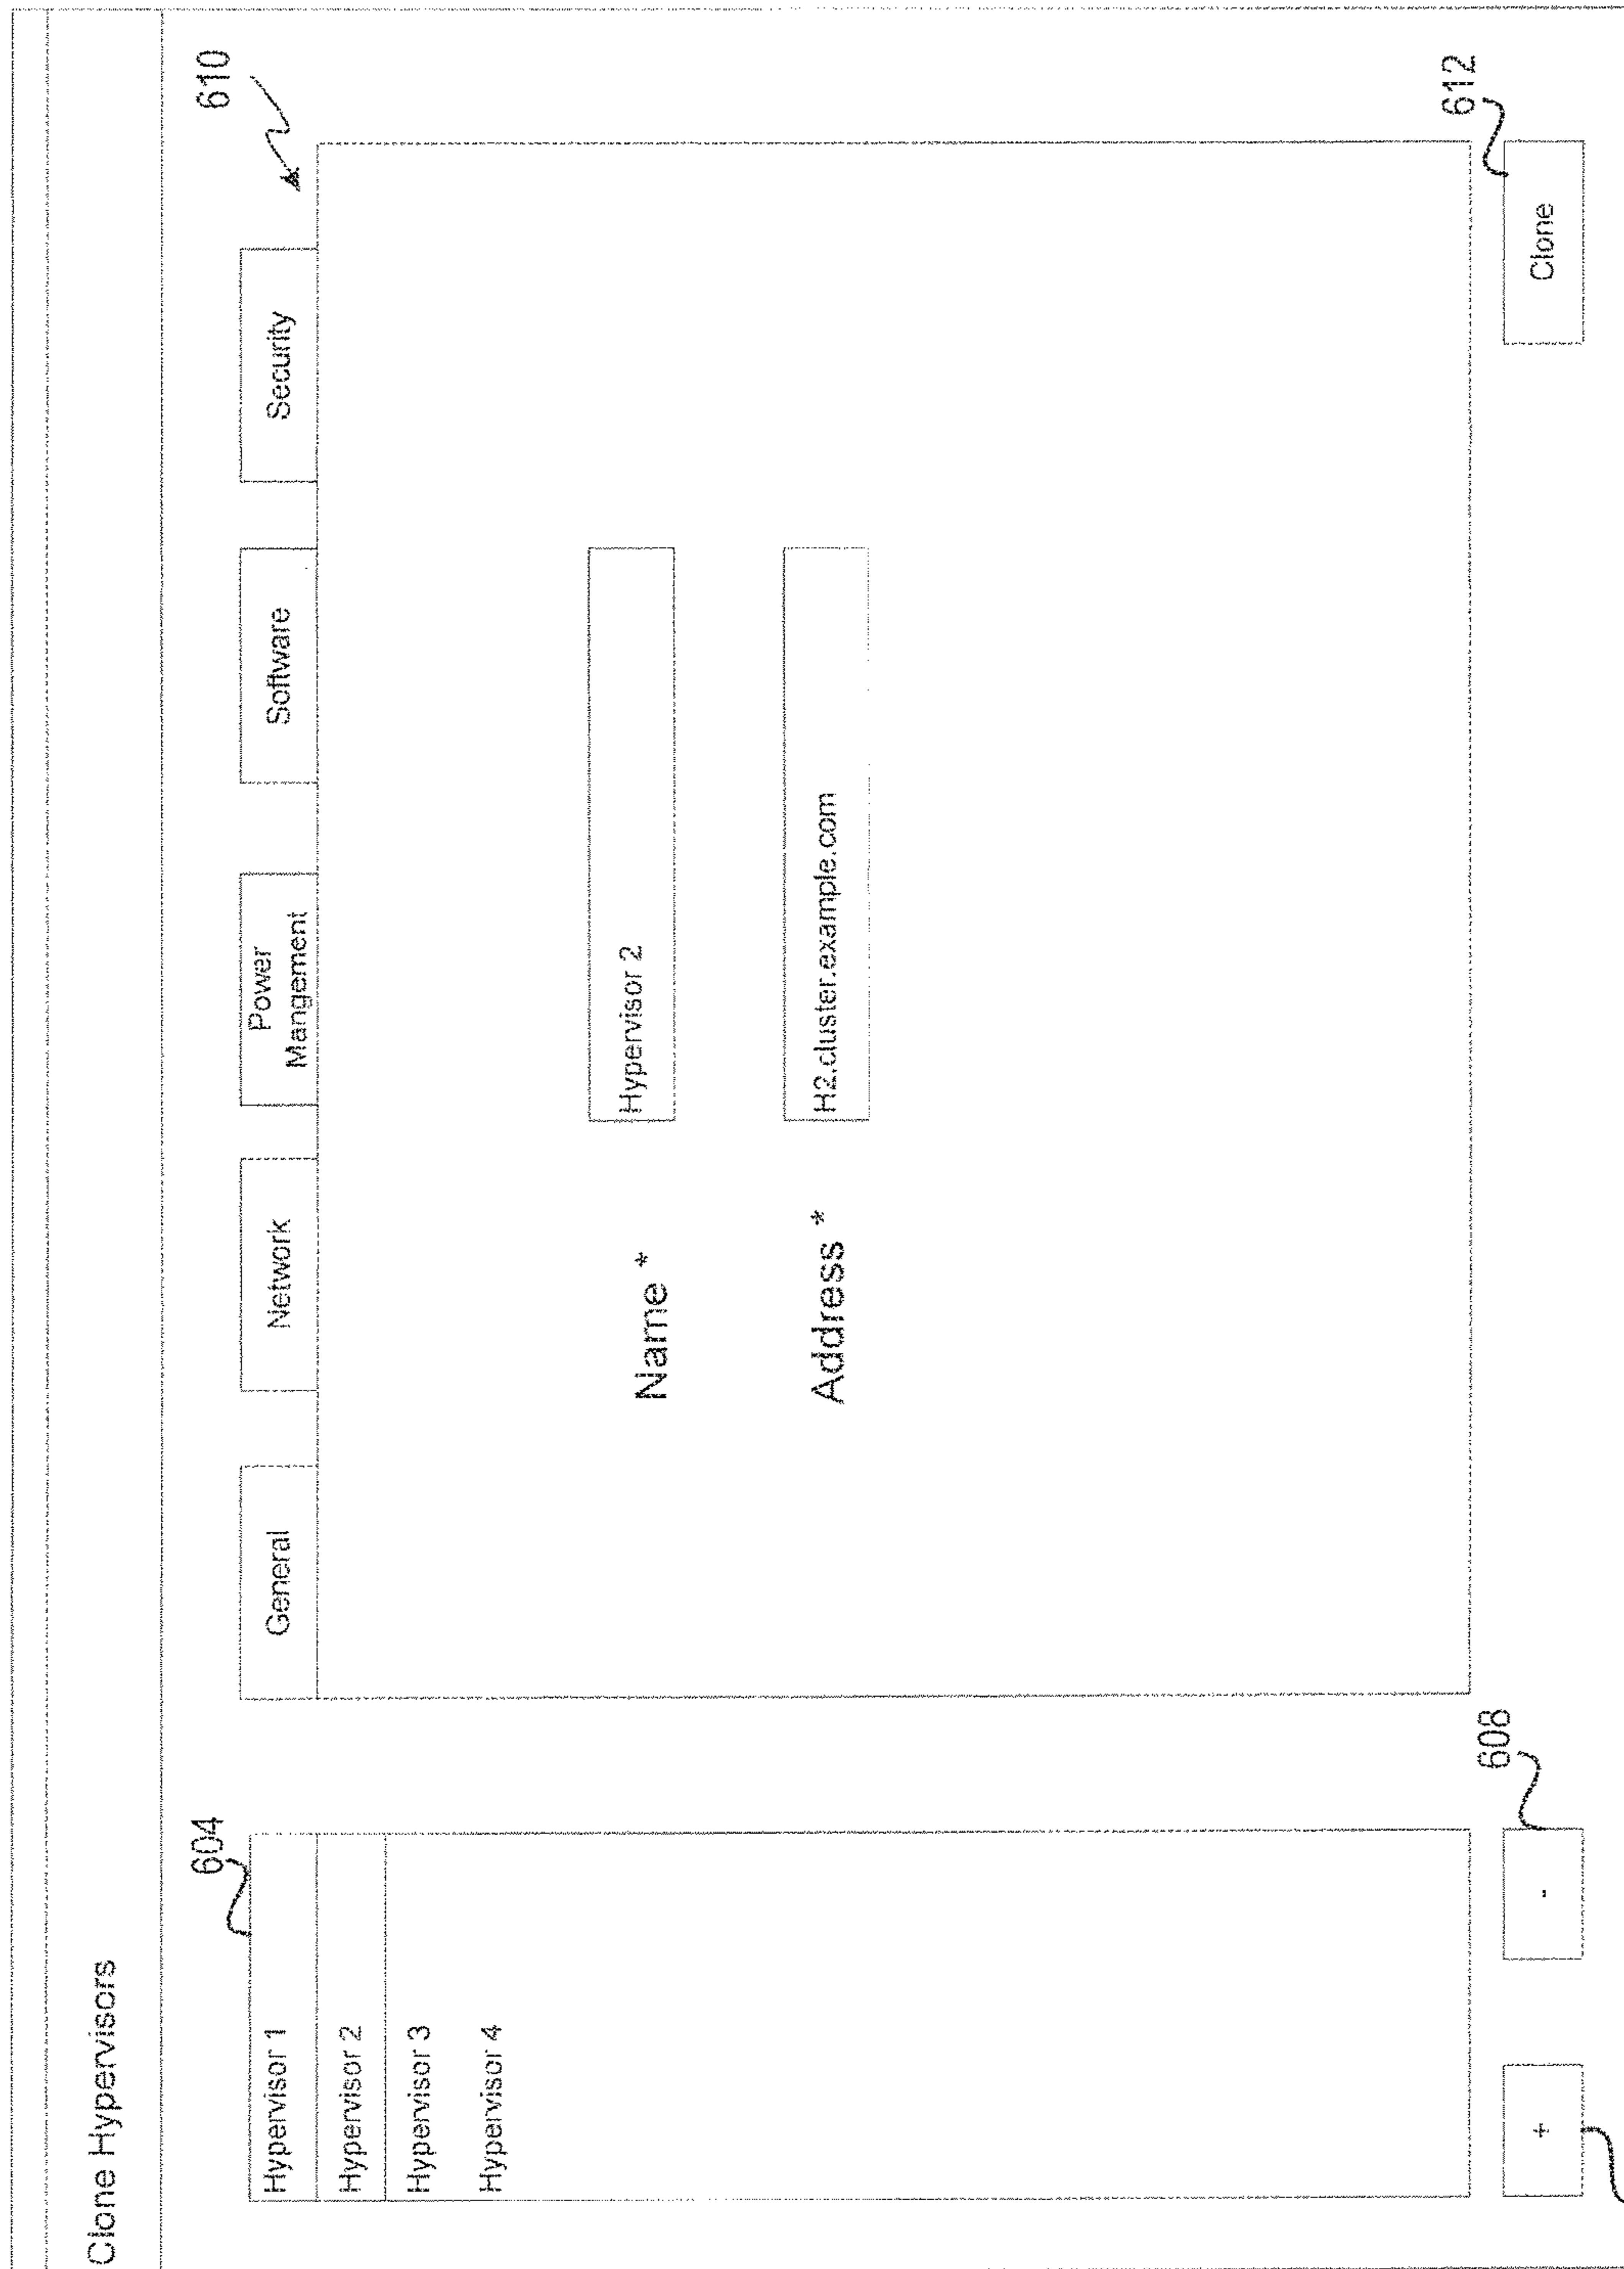 Clone Hypervisors
604
610
Hypervisor 1
Hypervisor 2
Hypervisor 3
Hypervisor 4
General
Network
Power
Mangement
Software
Security
Name *
Hypervisor 2
Address *
H2.cluster.example.com
+
-
608
Clone
612